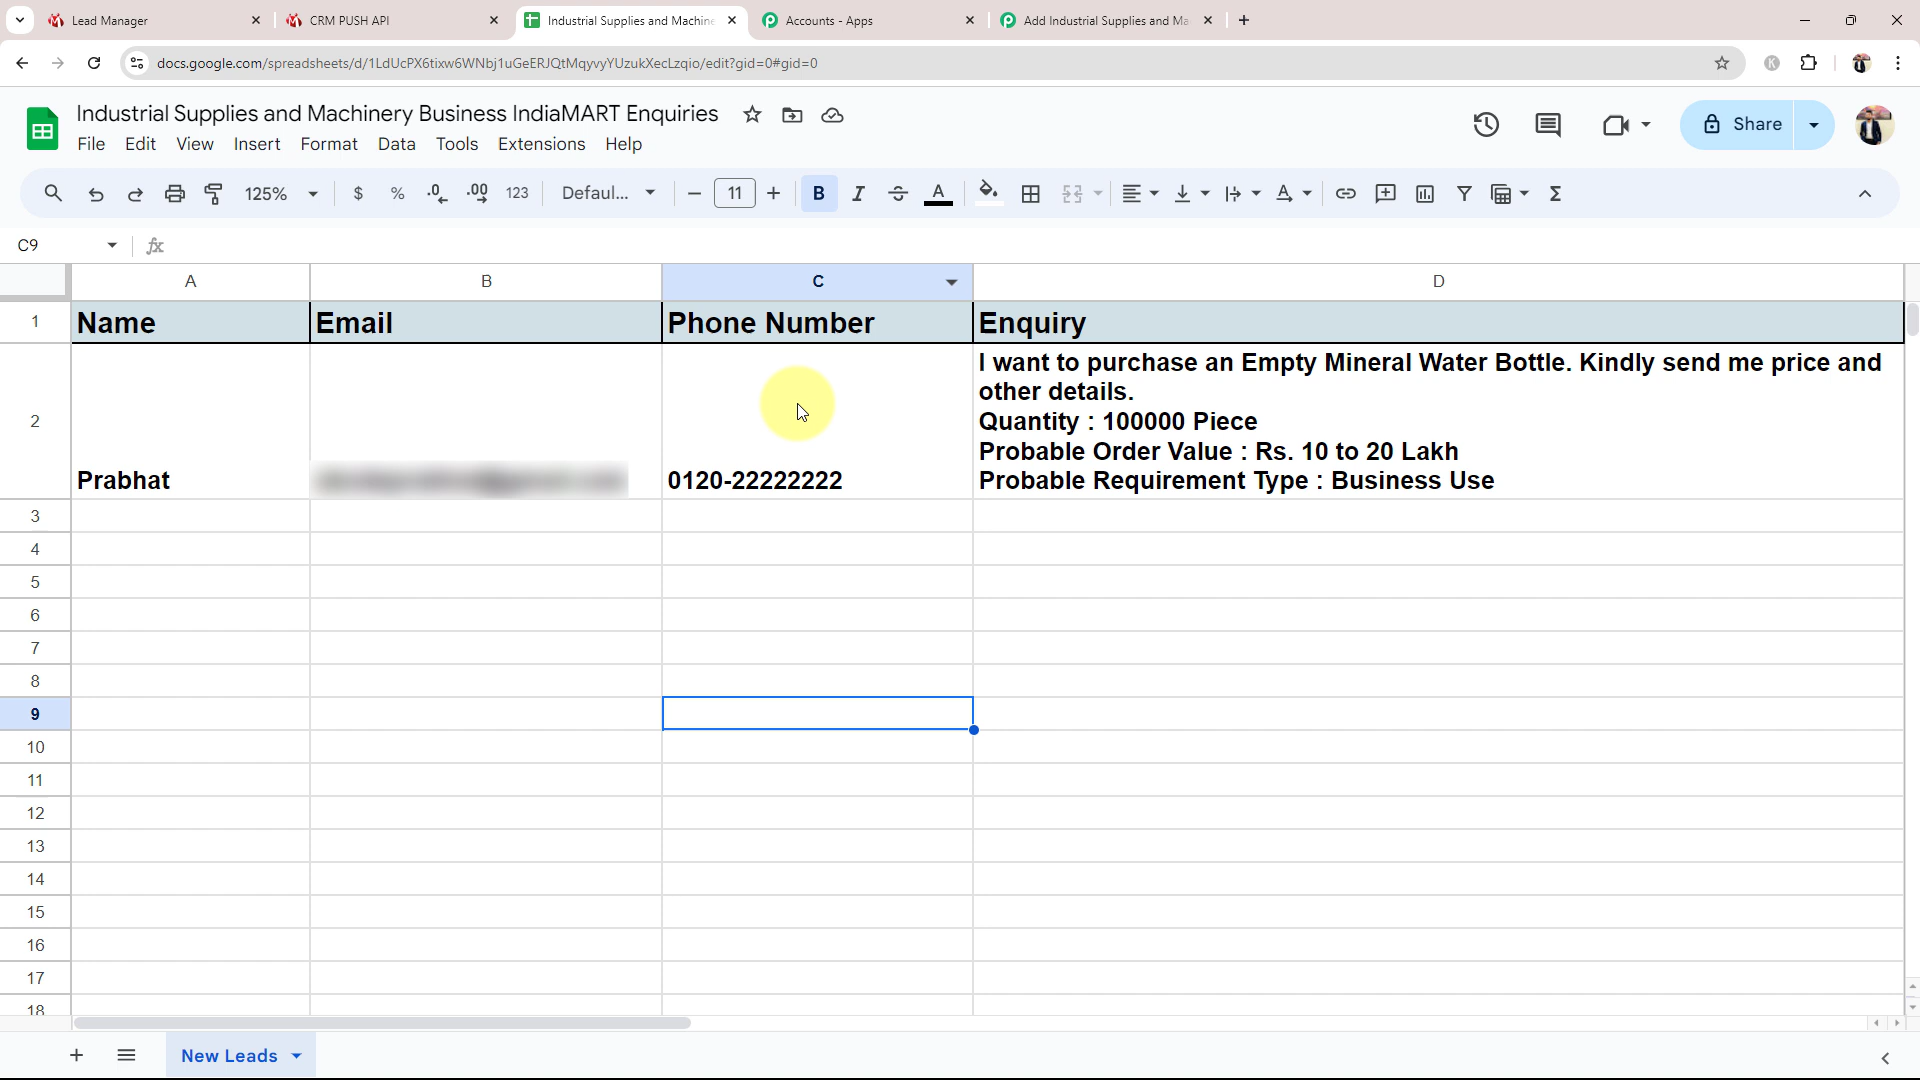 Lead Manager
CRM PUSH API
Industrial Supplies and Machine
Accounts - Apps
Add Industrial Supplies and Ma
docs.google.com/spreadsheets/d/1LdUcPX6tixw6WNbj1uGeERJQtMqyvyYUzukXecLzqio/edit?gid=0#gid=0
K
Industrial Supplies and Machinery Business IndiaMART Enquiries
File Edit View Insert Format Data Tools Extensions Help
Share
125% $ % .0 .00 123 Defaul... 11 B I A
C9 fx
A B C D
1 Name Email Phone Number Enquiry
I want to purchase an Empty Mineral Water Bottle. Kindly send me price and
other details.
2 Quantity : 100000 Piece
Probable Order Value : Rs. 10 to 20 Lakh
Prabhat 0120-22222222 Probable Requirement Type : Business Use
3
4
5
6
7
8
9
10
11
12
13
14
15
16
17
18
New Leads